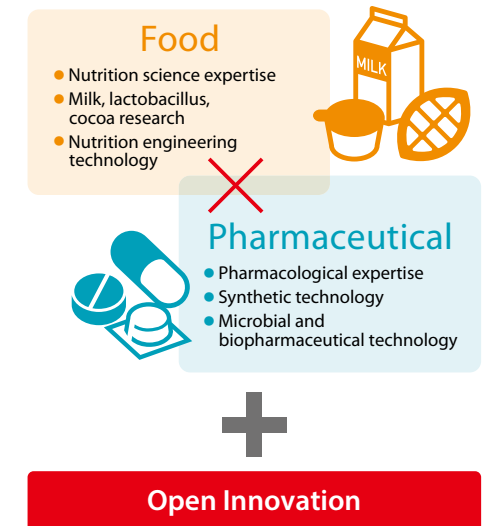 Food
MILK
• Nutrition science expertise
• Milk, lactobacillus,
cocoa research
• Nutrition engineering
technology
Pharmaceutical
• Pharmacological expertise
• Synthetic technology
• Microbial and
biopharmaceutical technology
Open Innovation